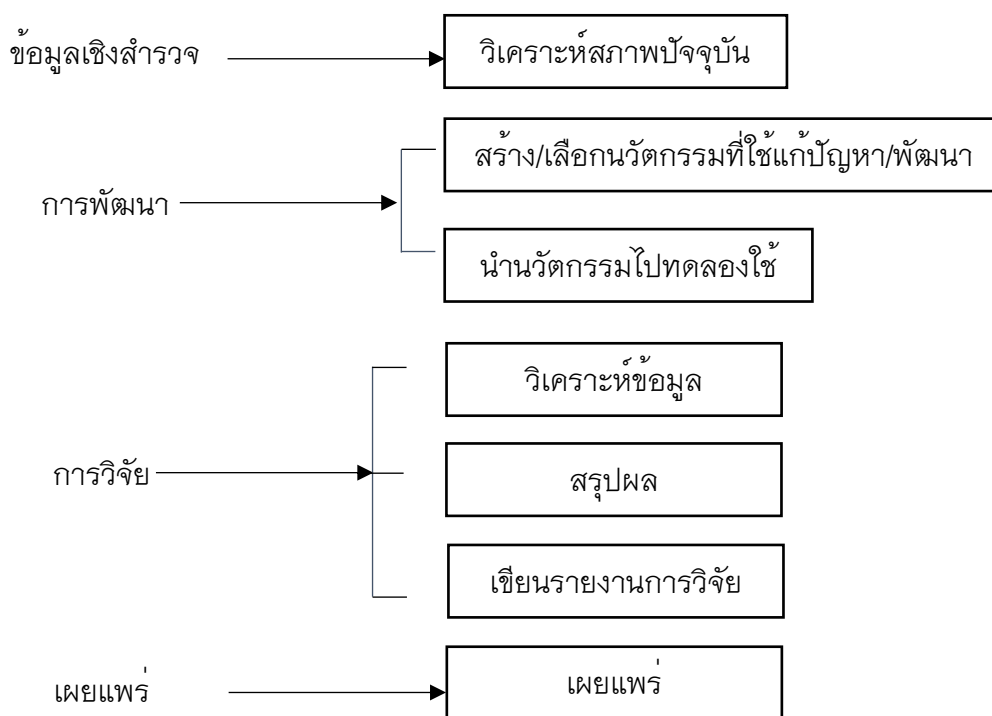 ข้อมูลเชิงสำรวจ
วิเคราะห์สภาพปัจจุบัน
การพัฒนา
สร้าง/เลือกนวัตกรรมที่ใช้แก้ปัญหา/พัฒนา
นำนวัตกรรมไปทดลองใช้
การวิจัย
วิเคราะห์ข้อมูล
สรุปผล
เขียนรายงานการวิจัย
เผยแพร่
เผยแพร่